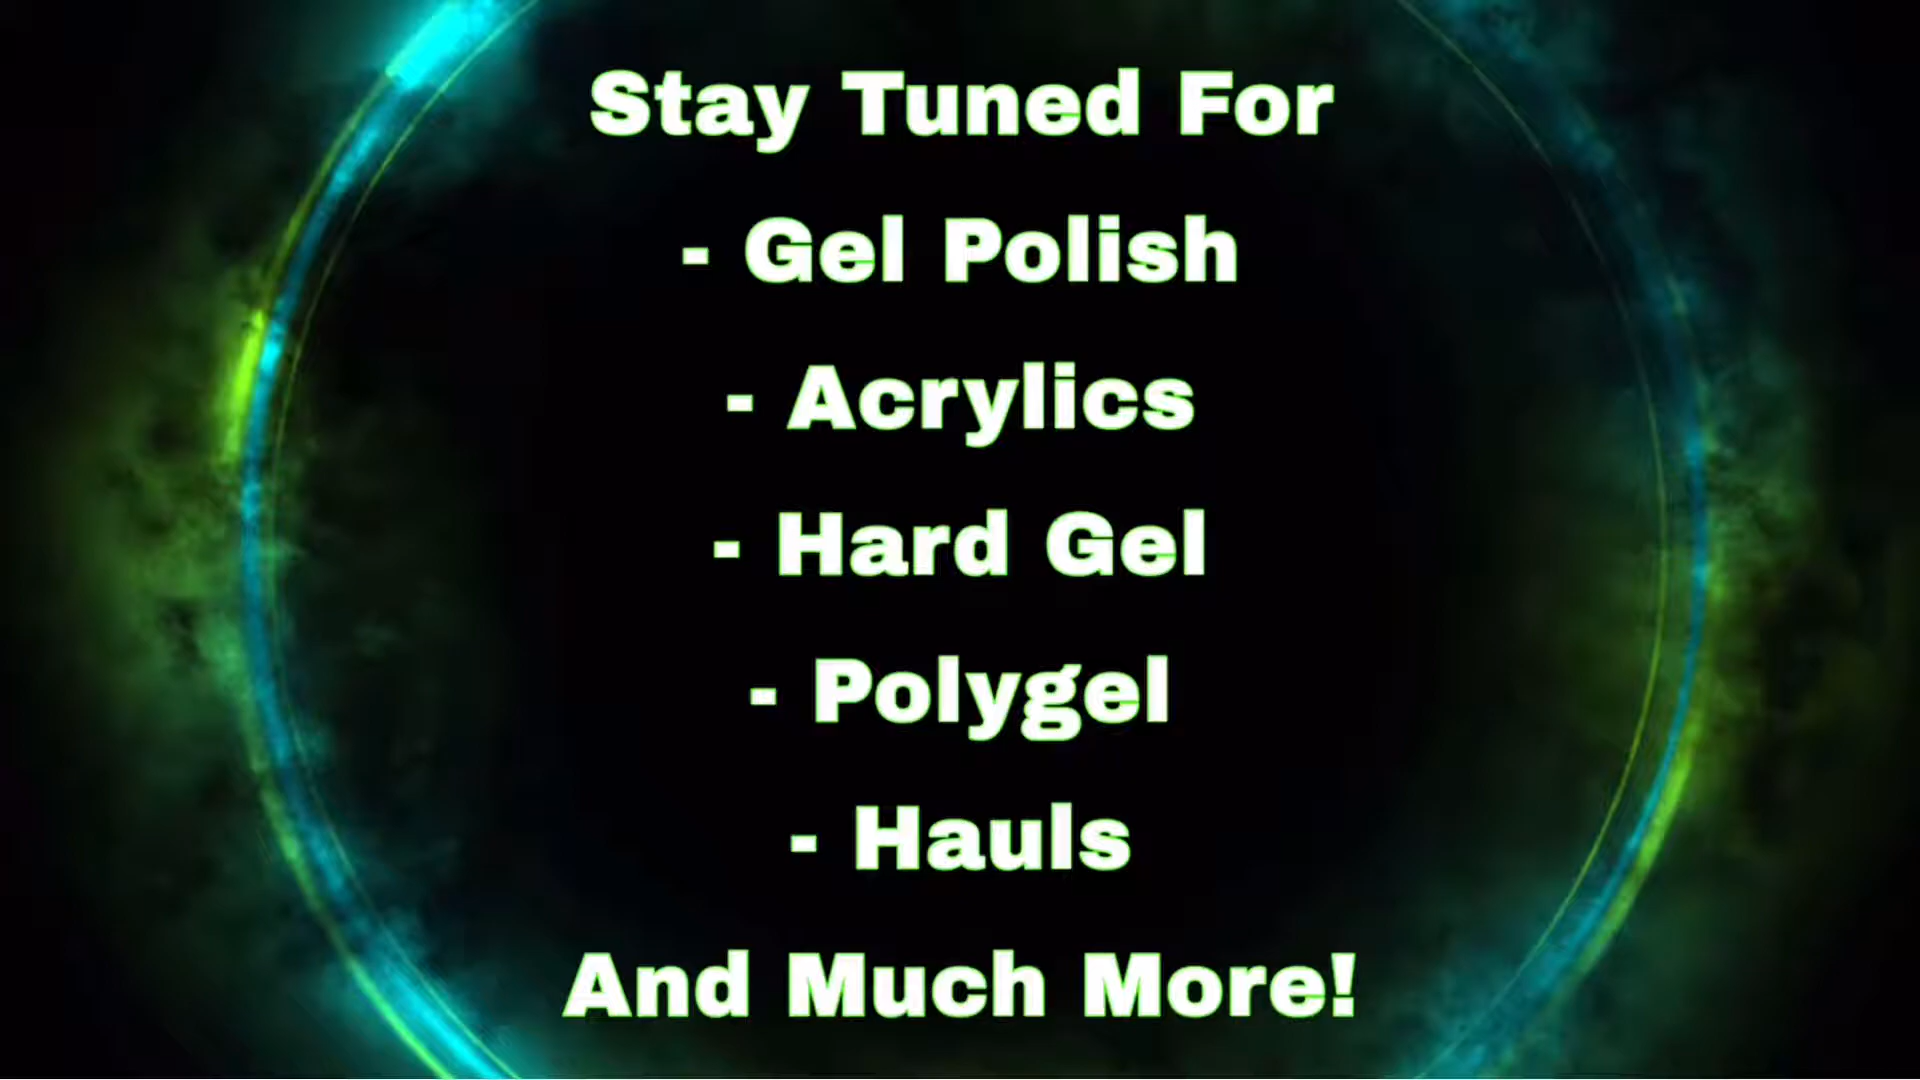 Stay Tuned For
- Gel Polish
- Acrylics
- Hard Gel
- Polygel
- Hauls
And Much More!